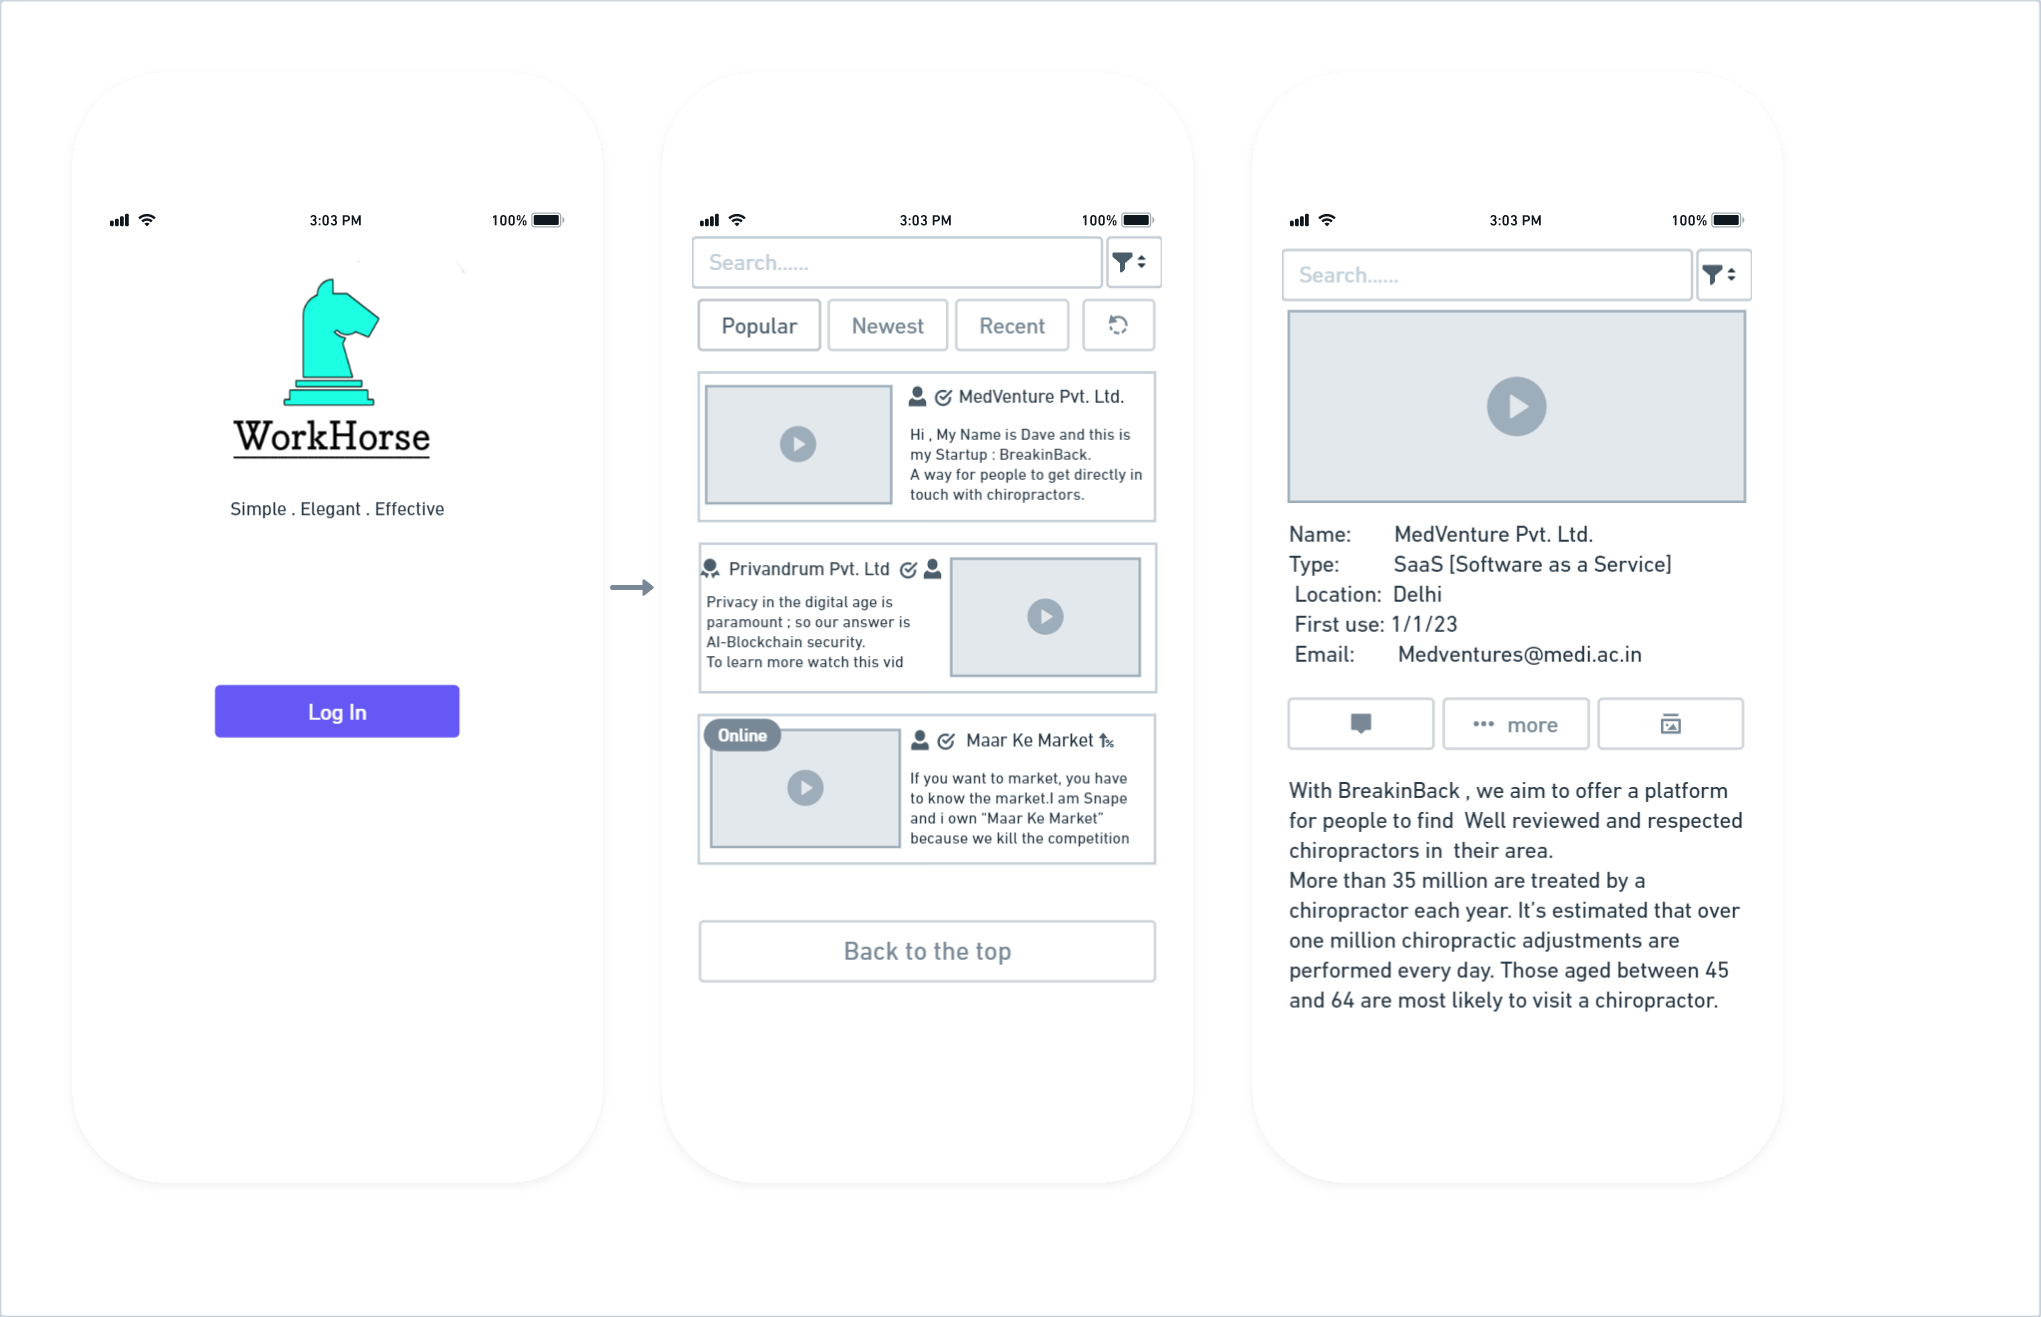 3:03 PM
100%
WorkHorse
Simple . Elegant . Effective
Log In
3:03 PM
100%
Search......
Popular
Newest
Recent
MedVenture Pvt. Ltd.
Hi , My Name is Dave and this is
my Startup : BreakinBack.
A way for people to get directly in
touch with chiropractors.
Privandrum Pvt. Ltd
Privacy in the digital age is
paramount ; so our answer is
AI-Blockchain security.
To learn more watch this vid
Online
Maar Ke Market
If you want to market, you have
to know the market.I am Snape
and i own “Maar Ke Market”
because we kill the competition
Back to the top
3:03 PM
100%
Search......
Name: MedVenture Pvt. Ltd.
Type: SaaS [Software as a Service]
Location: Delhi
First use: 1/1/23
Email: Medventures@medi.ac.in
more
With BreakinBack , we aim to offer a platform
for people to find  Well reviewed and respected
chiropractors in  their area.
More than 35 million are treated by a
chiropractor each year. It’s estimated that over
one million chiropractic adjustments are
performed every day. Those aged between 45
and 64 are most likely to visit a chiropractor.